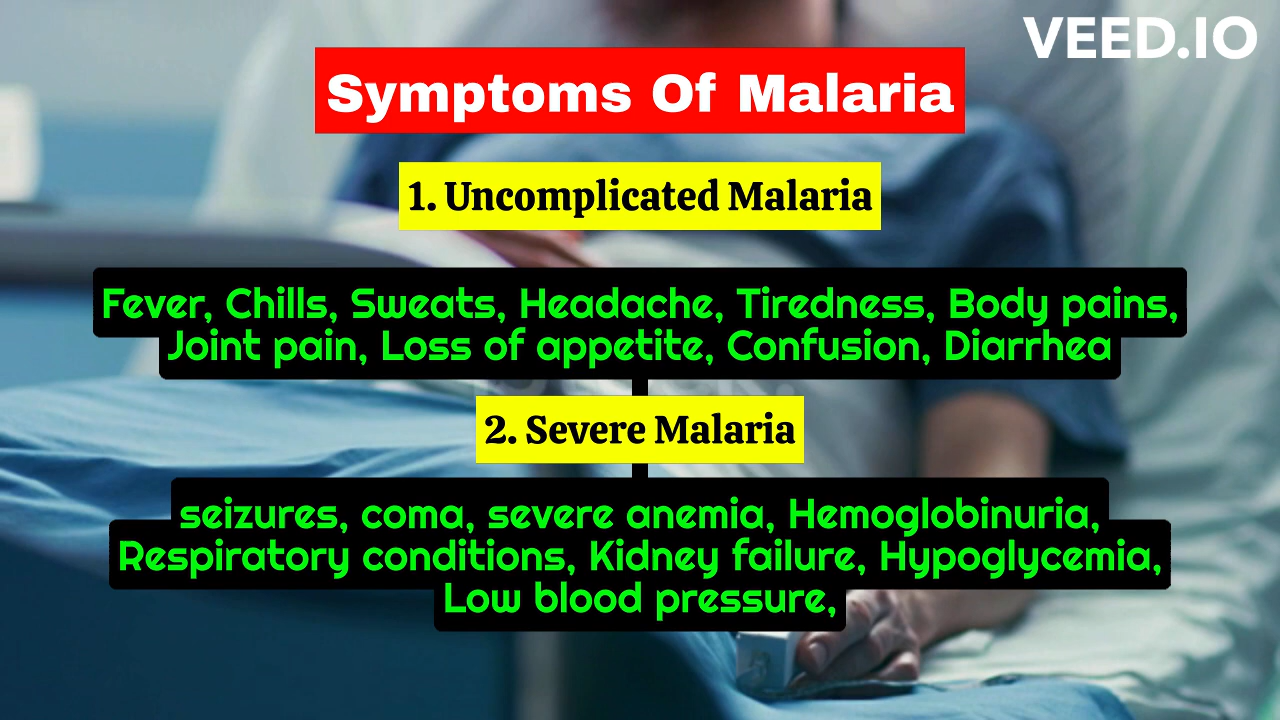 VEED.IO
Symptoms Of Malaria
1. Uncomplicated Malaria
Fever, Chills, Sweats, Headache, Tiredness, Body pains,
Joint pain, Loss of appetite, Confusion, Diarrhea
2. Severe Malaria
seizures, coma, severe anemia, Hemoglobinuria,
Respiratory conditions, Kidney failure, Hypoglycemia,
Low blood pressure,